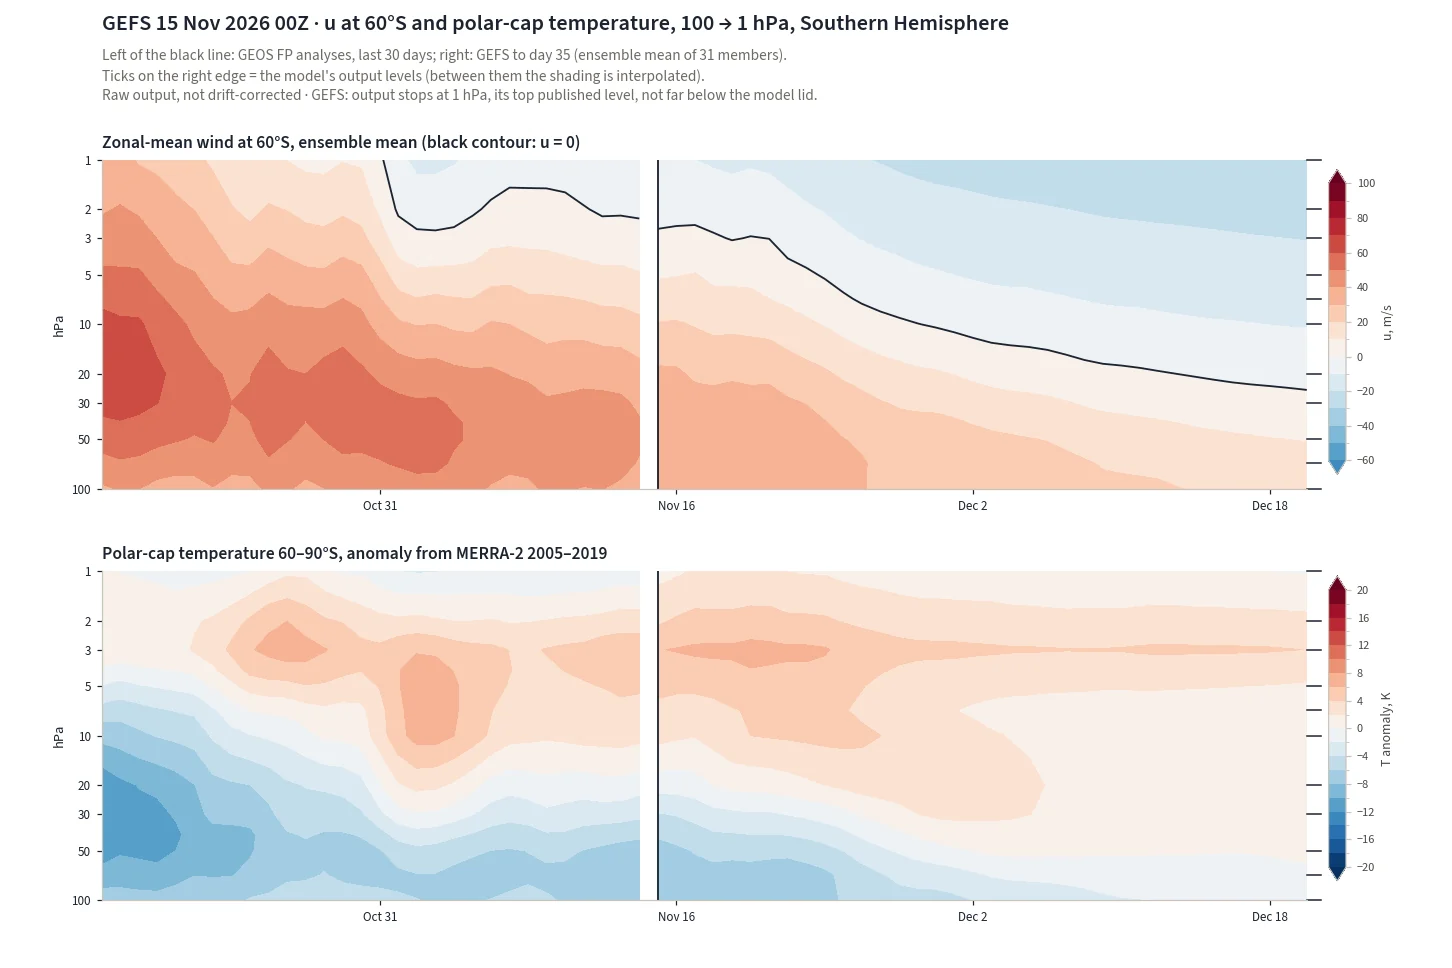 GEFS 15 Nov 2026 00Z · u at 60°S and polar-cap temperature, 100 → 1 hPa, Southern Hemisphere
Left of the black line: GEOS FP analyses, last 30 days; right: GEFS to day 35 (ensemble mean of 31 members).
Ticks on the right edge = the model's output levels (between them the shading is interpolated).
Raw output, not drift-corrected · GEFS: output stops at 1 hPa, its top published level, not far below the model lid.
Zonal-mean wind at 60°S, ensemble mean (black contour: u = 0)
1
2
3
5
10
20
30
50
100
hPa
Oct 31
Nov 16
Dec 2
Dec 18
100
80
60
40
20
0
−20
−40
−60
u, m/s
Polar-cap temperature 60–90°S, anomaly from MERRA-2 2005–2019
1
2
3
5
10
20
30
50
100
hPa
Oct 31
Nov 16
Dec 2
Dec 18
20
16
12
8
4
0
−4
−8
−12
−16
−20
T anomaly, K